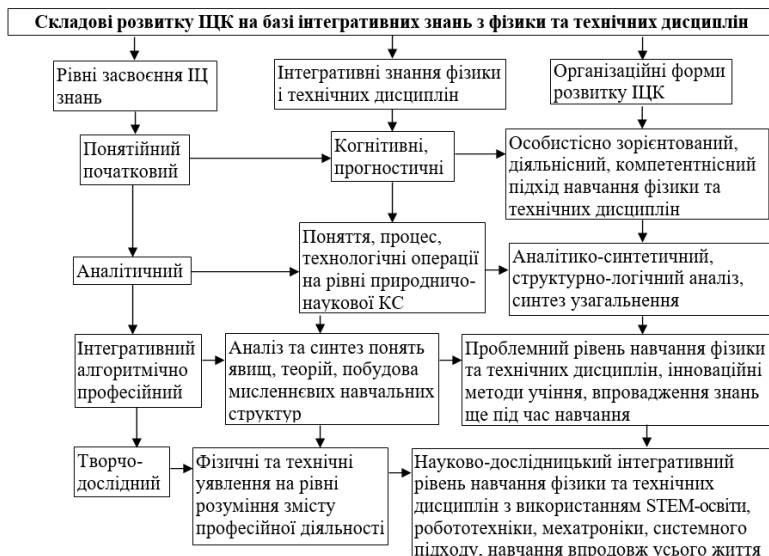 Складові розвитку ІЩК на базі інтегративних знань з фізики та технічних дисциплін
Рівні засвоєння ІЩ
знань
Інтегративні знання фізики
і технічних дисциплін
Організаційні форми
розвитку ІЩК
Понятійний
початковий
Когнитивні,
прогностичні
Особистісно зорієнтований,
діяльнісний, компетентнісний
підхід навчання фізики та
технічних дисциплін
Аналітичний
Поняття, процес,
технологічні операції
на рівні природничо-
наукової КС
Аналітико-синтетичний,
структурно-логічний аналіз,
синтез узагальнення
Інтегративний
алгоритмічно
професійний
Аналіз та синтез понять
явищ, теорій, побудова
мисленнєвих навчальних
структур
Проблемний рівень навчання фізики
та технічних дисциплін, інноваційні
методи учіння, впровадження знань
ще під час навчання
Творчо-
дослідний
Фізичні та технічні
уявлення на рівні
розуміння змісту
професійної діяльності
Науково-дослідницький інтегративний
рівень навчання фізики та технічних
дисциплін з використанням STEM-освіти,
робототехніки, мехатроніки, системного
підходу, навчання впродовж усього життя